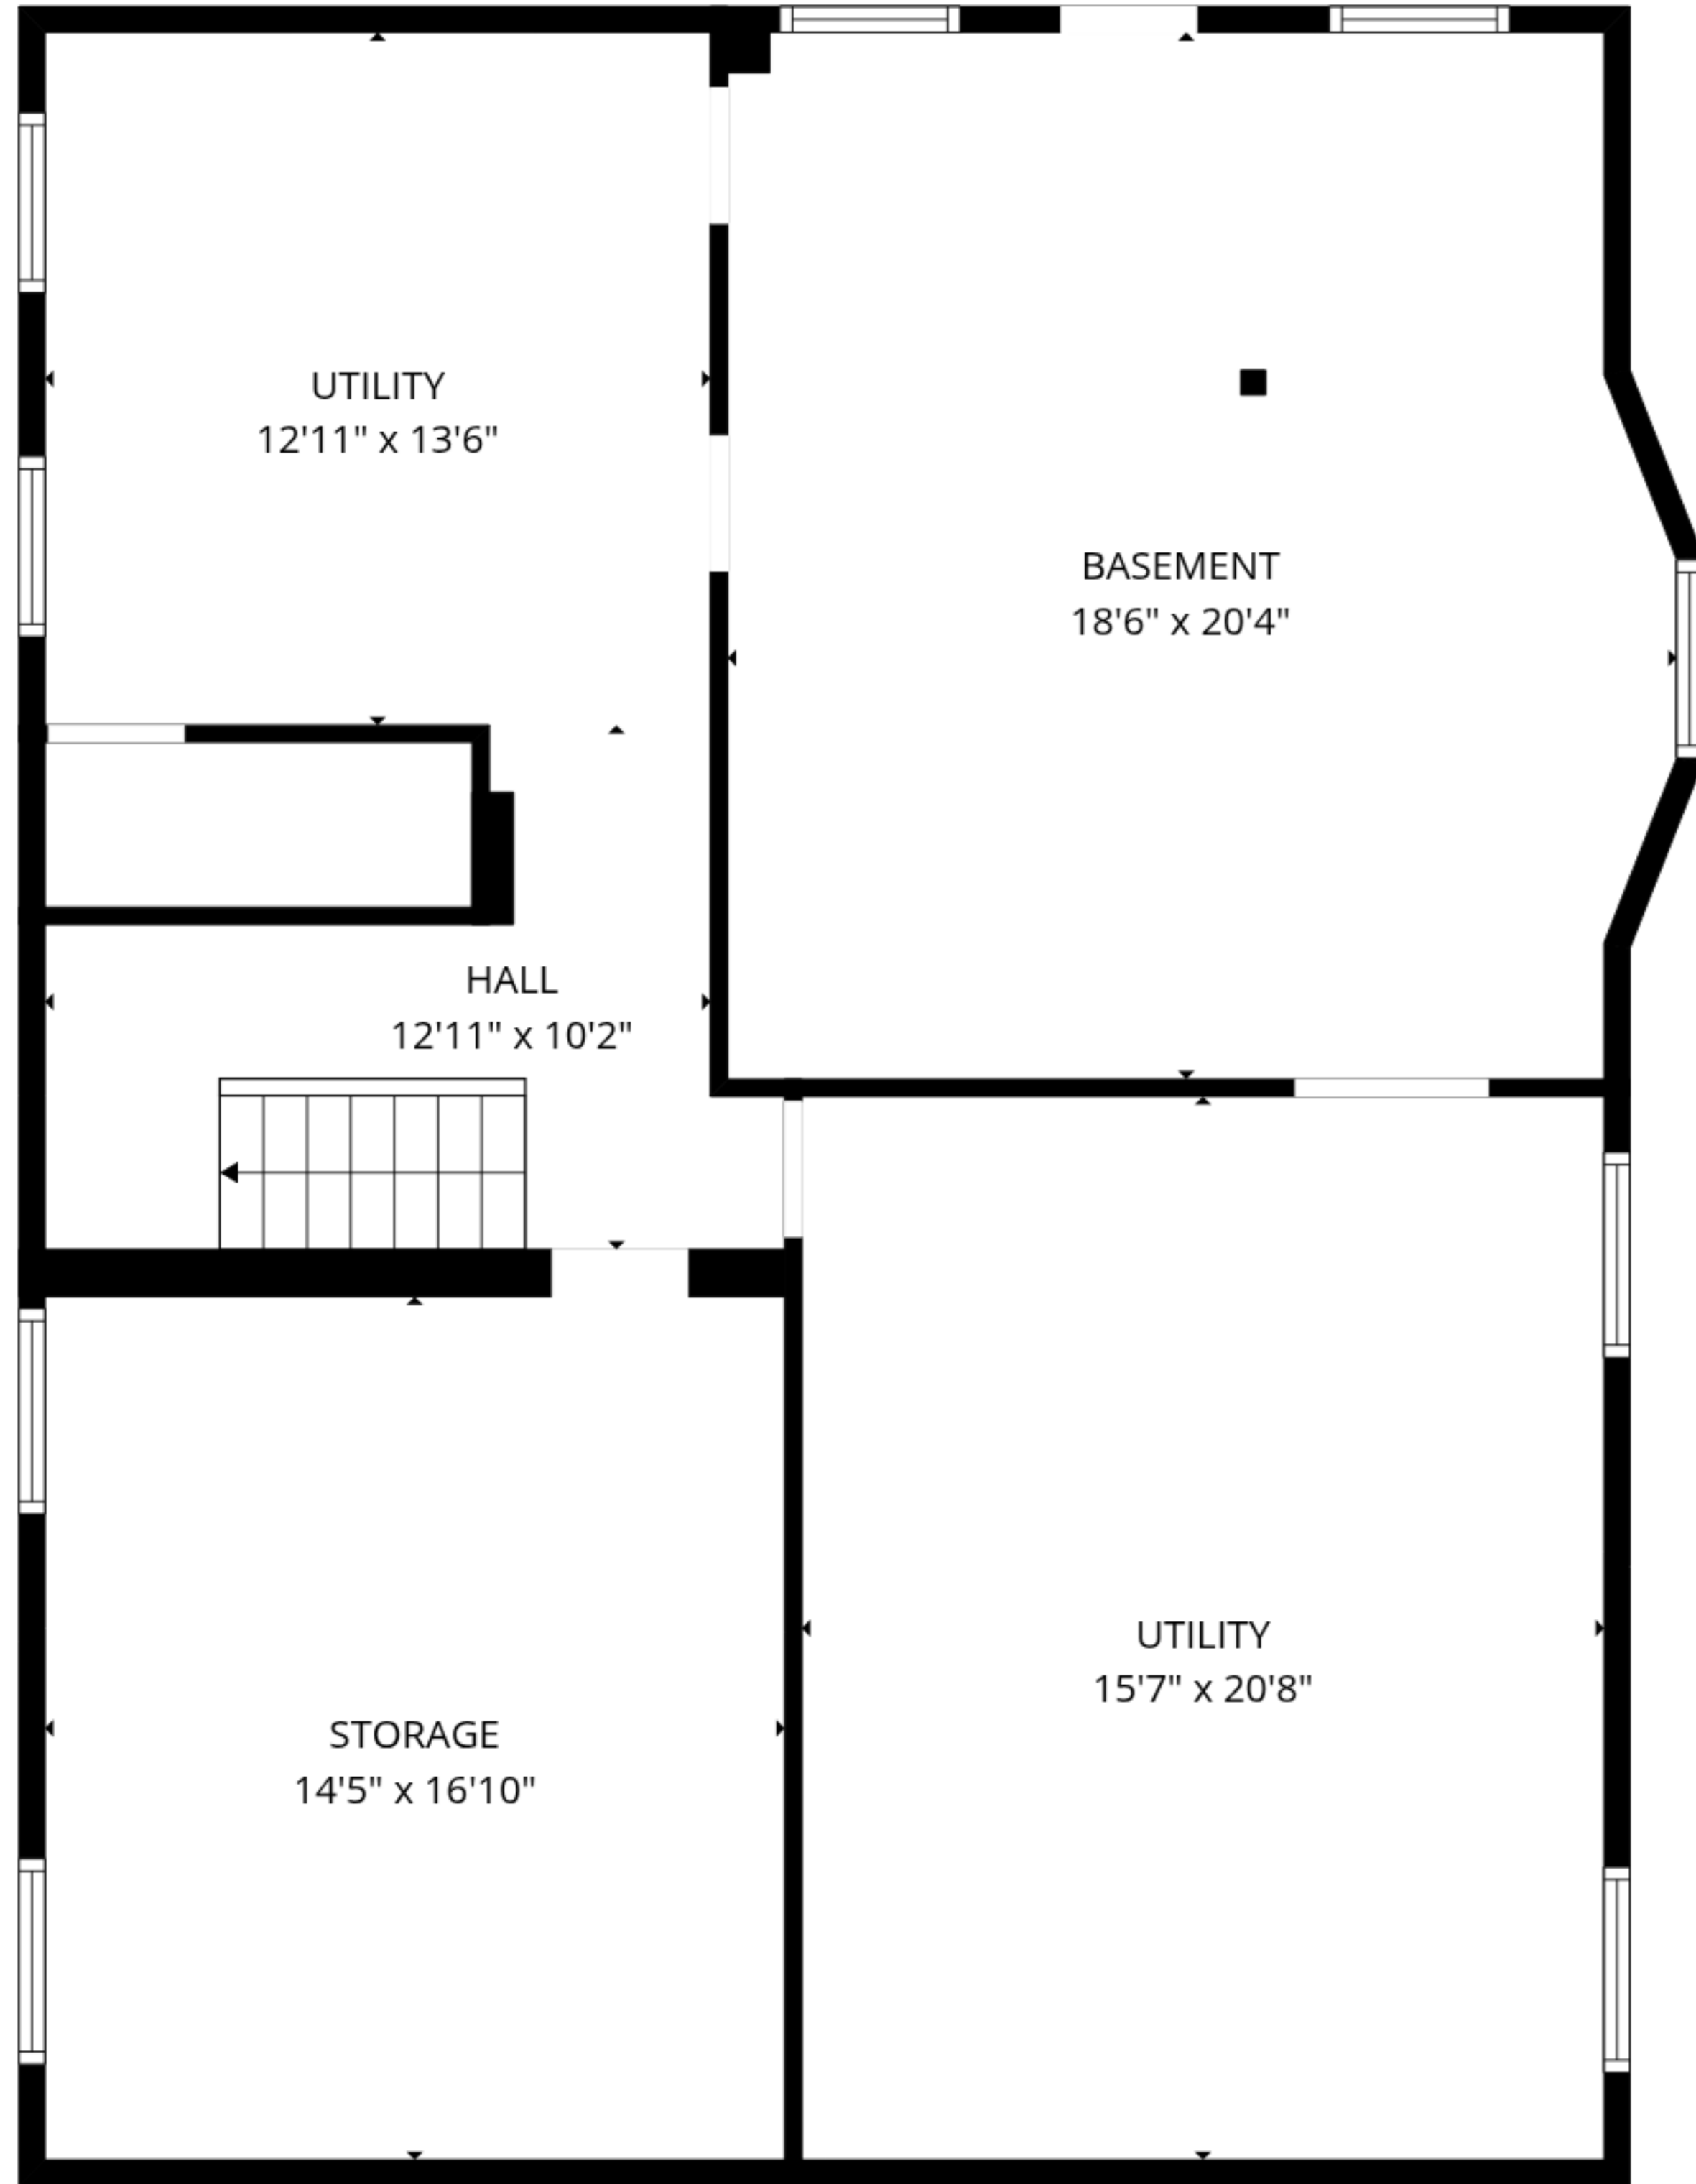 UTILITY
12'11" x 13'6"
BASEMENT
18'6" x 20'4"
HALL
12'11" x 10'2"
UTILITY
15'7" x 20'8"
STORAGE
14'5" x 16'10"